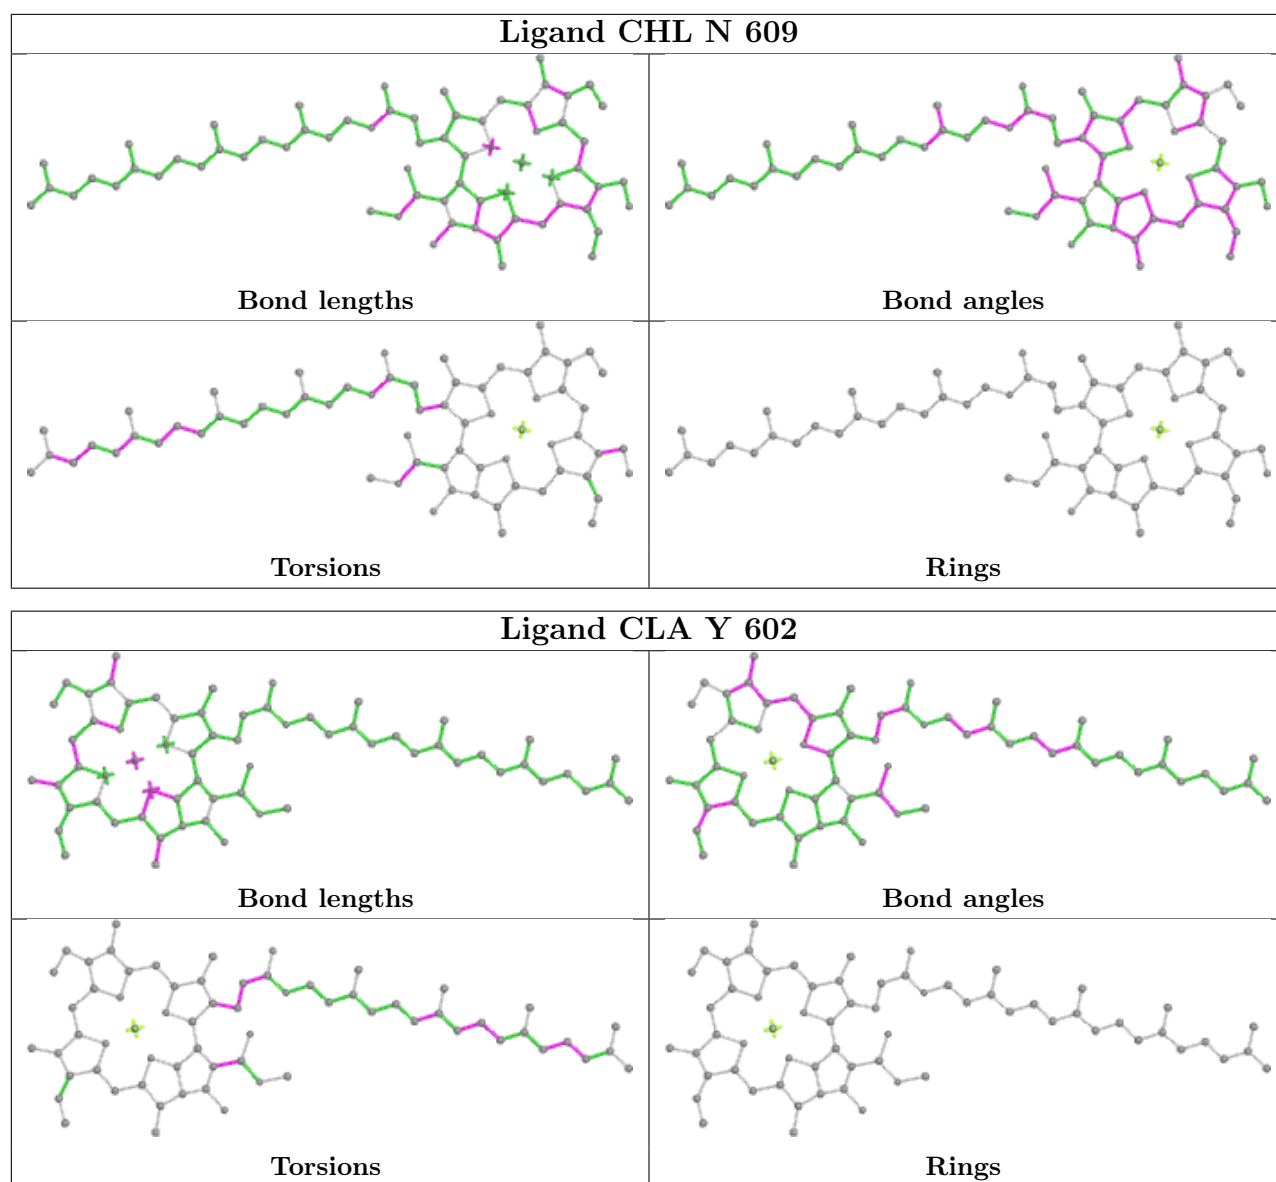 Ligand CHL N 609
Bond lengths
Bond angles
Torsions
Rings
Ligand CLA Y 602
Bond lengths
Bond angles
Torsions
Rings